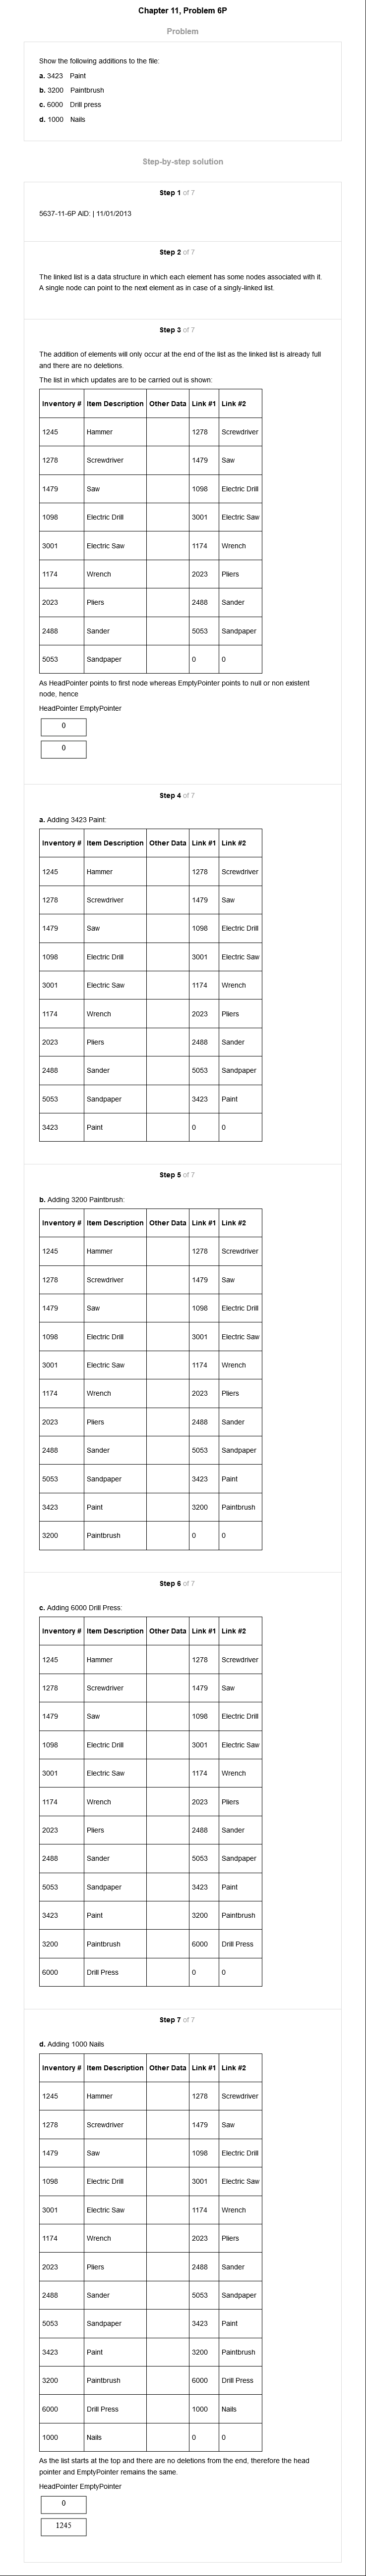 Chapter 11, Problem 6P
Problem
Show the following additions to the file:
a. 3423 Paint
b. 3200 Paintbrush
c. 6000 Drill press
d. 1000 Nails
Step-by-step solution
Step 1 of 7
5637-11-6P AID: | 11/01/2013
Step 2 of 7
The linked list is a data structure in which each element has some nodes associated with it.
A single node can point to the next element as in case of a singly-linked list.
Step 3 of 7
The addition of elements will only occur at the end of the list as the linked list is already full
and there are no deletions.
The list in which updates are to be carried out is shown:
Inventory # Item Description Other Data Link #1 Link #2
1245 Hammer 1278 Screwdriver
1278 Screwdriver 1479 Saw
1479 Saw 1098 Electric Drill
1098 Electric Drill 3001 Electric Saw
3001 Electric Saw 1174 Wrench
1174 Wrench 2023 Pliers
2023 Pliers 2488 Sander
2488 Sander 5053 Sandpaper
5053 Sandpaper 0 0
As HeadPointer points to first node whereas EmptyPointer points to null or non existent
node, hence
HeadPointer EmptyPointer
0
0
Step 4 of 7
a. Adding 3423 Paint:
Inventory # Item Description Other Data Link #1 Link #2
1245 Hammer 1278 Screwdriver
1278 Screwdriver 1479 Saw
1479 Saw 1098 Electric Drill
1098 Electric Drill 3001 Electric Saw
3001 Electric Saw 1174 Wrench
1174 Wrench 2023 Pliers
2023 Pliers 2488 Sander
2488 Sander 5053 Sandpaper
5053 Sandpaper 3423 Paint
3423 Paint 0 0
Step 5 of 7
b. Adding 3200 Paintbrush:
Inventory # Item Description Other Data Link #1 Link #2
1245 Hammer 1278 Screwdriver
1278 Screwdriver 1479 Saw
1479 Saw 1098 Electric Drill
1098 Electric Drill 3001 Electric Saw
3001 Electric Saw 1174 Wrench
1174 Wrench 2023 Pliers
2023 Pliers 2488 Sander
2488 Sander 5053 Sandpaper
5053 Sandpaper 3423 Paint
3423 Paint 3200 Paintbrush
3200 Paintbrush 0 0
Step 6 of 7
c. Adding 6000 Drill Press:
Inventory # Item Description Other Data Link #1 Link #2
1245 Hammer 1278 Screwdriver
1278 Screwdriver 1479 Saw
1479 Saw 1098 Electric Drill
1098 Electric Drill 3001 Electric Saw
3001 Electric Saw 1174 Wrench
1174 Wrench 2023 Pliers
2023 Pliers 2488 Sander
2488 Sander 5053 Sandpaper
5053 Sandpaper 3423 Paint
3423 Paint 3200 Paintbrush
3200 Paintbrush 6000 Drill Press
6000 Drill Press 0 0
Step 7 of 7
d. Adding 1000 Nails
Inventory # Item Description Other Data Link #1 Link #2
1245 Hammer 1278 Screwdriver
1278 Screwdriver 1479 Saw
1479 Saw 1098 Electric Drill
1098 Electric Drill 3001 Electric Saw
3001 Electric Saw 1174 Wrench
1174 Wrench 2023 Pliers
2023 Pliers 2488 Sander
2488 Sander 5053 Sandpaper
5053 Sandpaper 3423 Paint
3423 Paint 3200 Paintbrush
3200 Paintbrush 6000 Drill Press
6000 Drill Press 1000 Nails
1000 Nails 0 0
As the list starts at the top and there are no deletions from the end, therefore the head
pointer and EmptyPointer remains the same.
HeadPointer EmptyPointer
0
1245